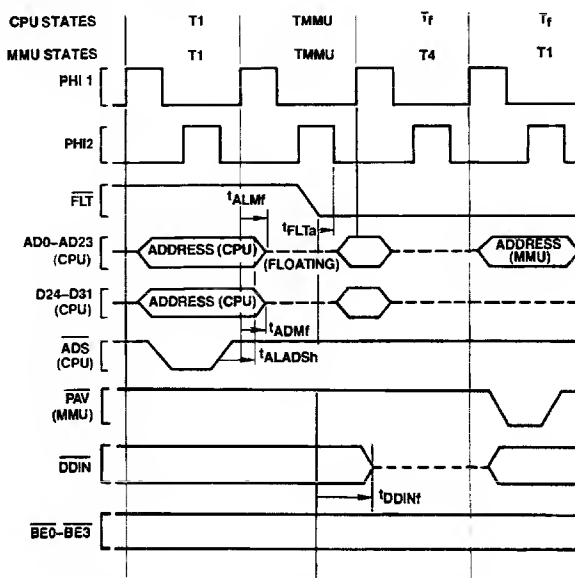 CPU STATES T1 TMMU Tf Tf
MMU STATES T1 TMMU T4 T1
PHI 1
PHI2
FLT
tALMf
tFLTa
AD0–AD23
(CPU)
ADDRESS (CPU)
(FLOATING)
ADDRESS
(MMU)
D24–D31
(CPU)
ADDRESS (CPU)
tADMf
ADS
(CPU)
tALADSh
PAV
(MMU)
DDIN
tDDINf
BE0–BE3